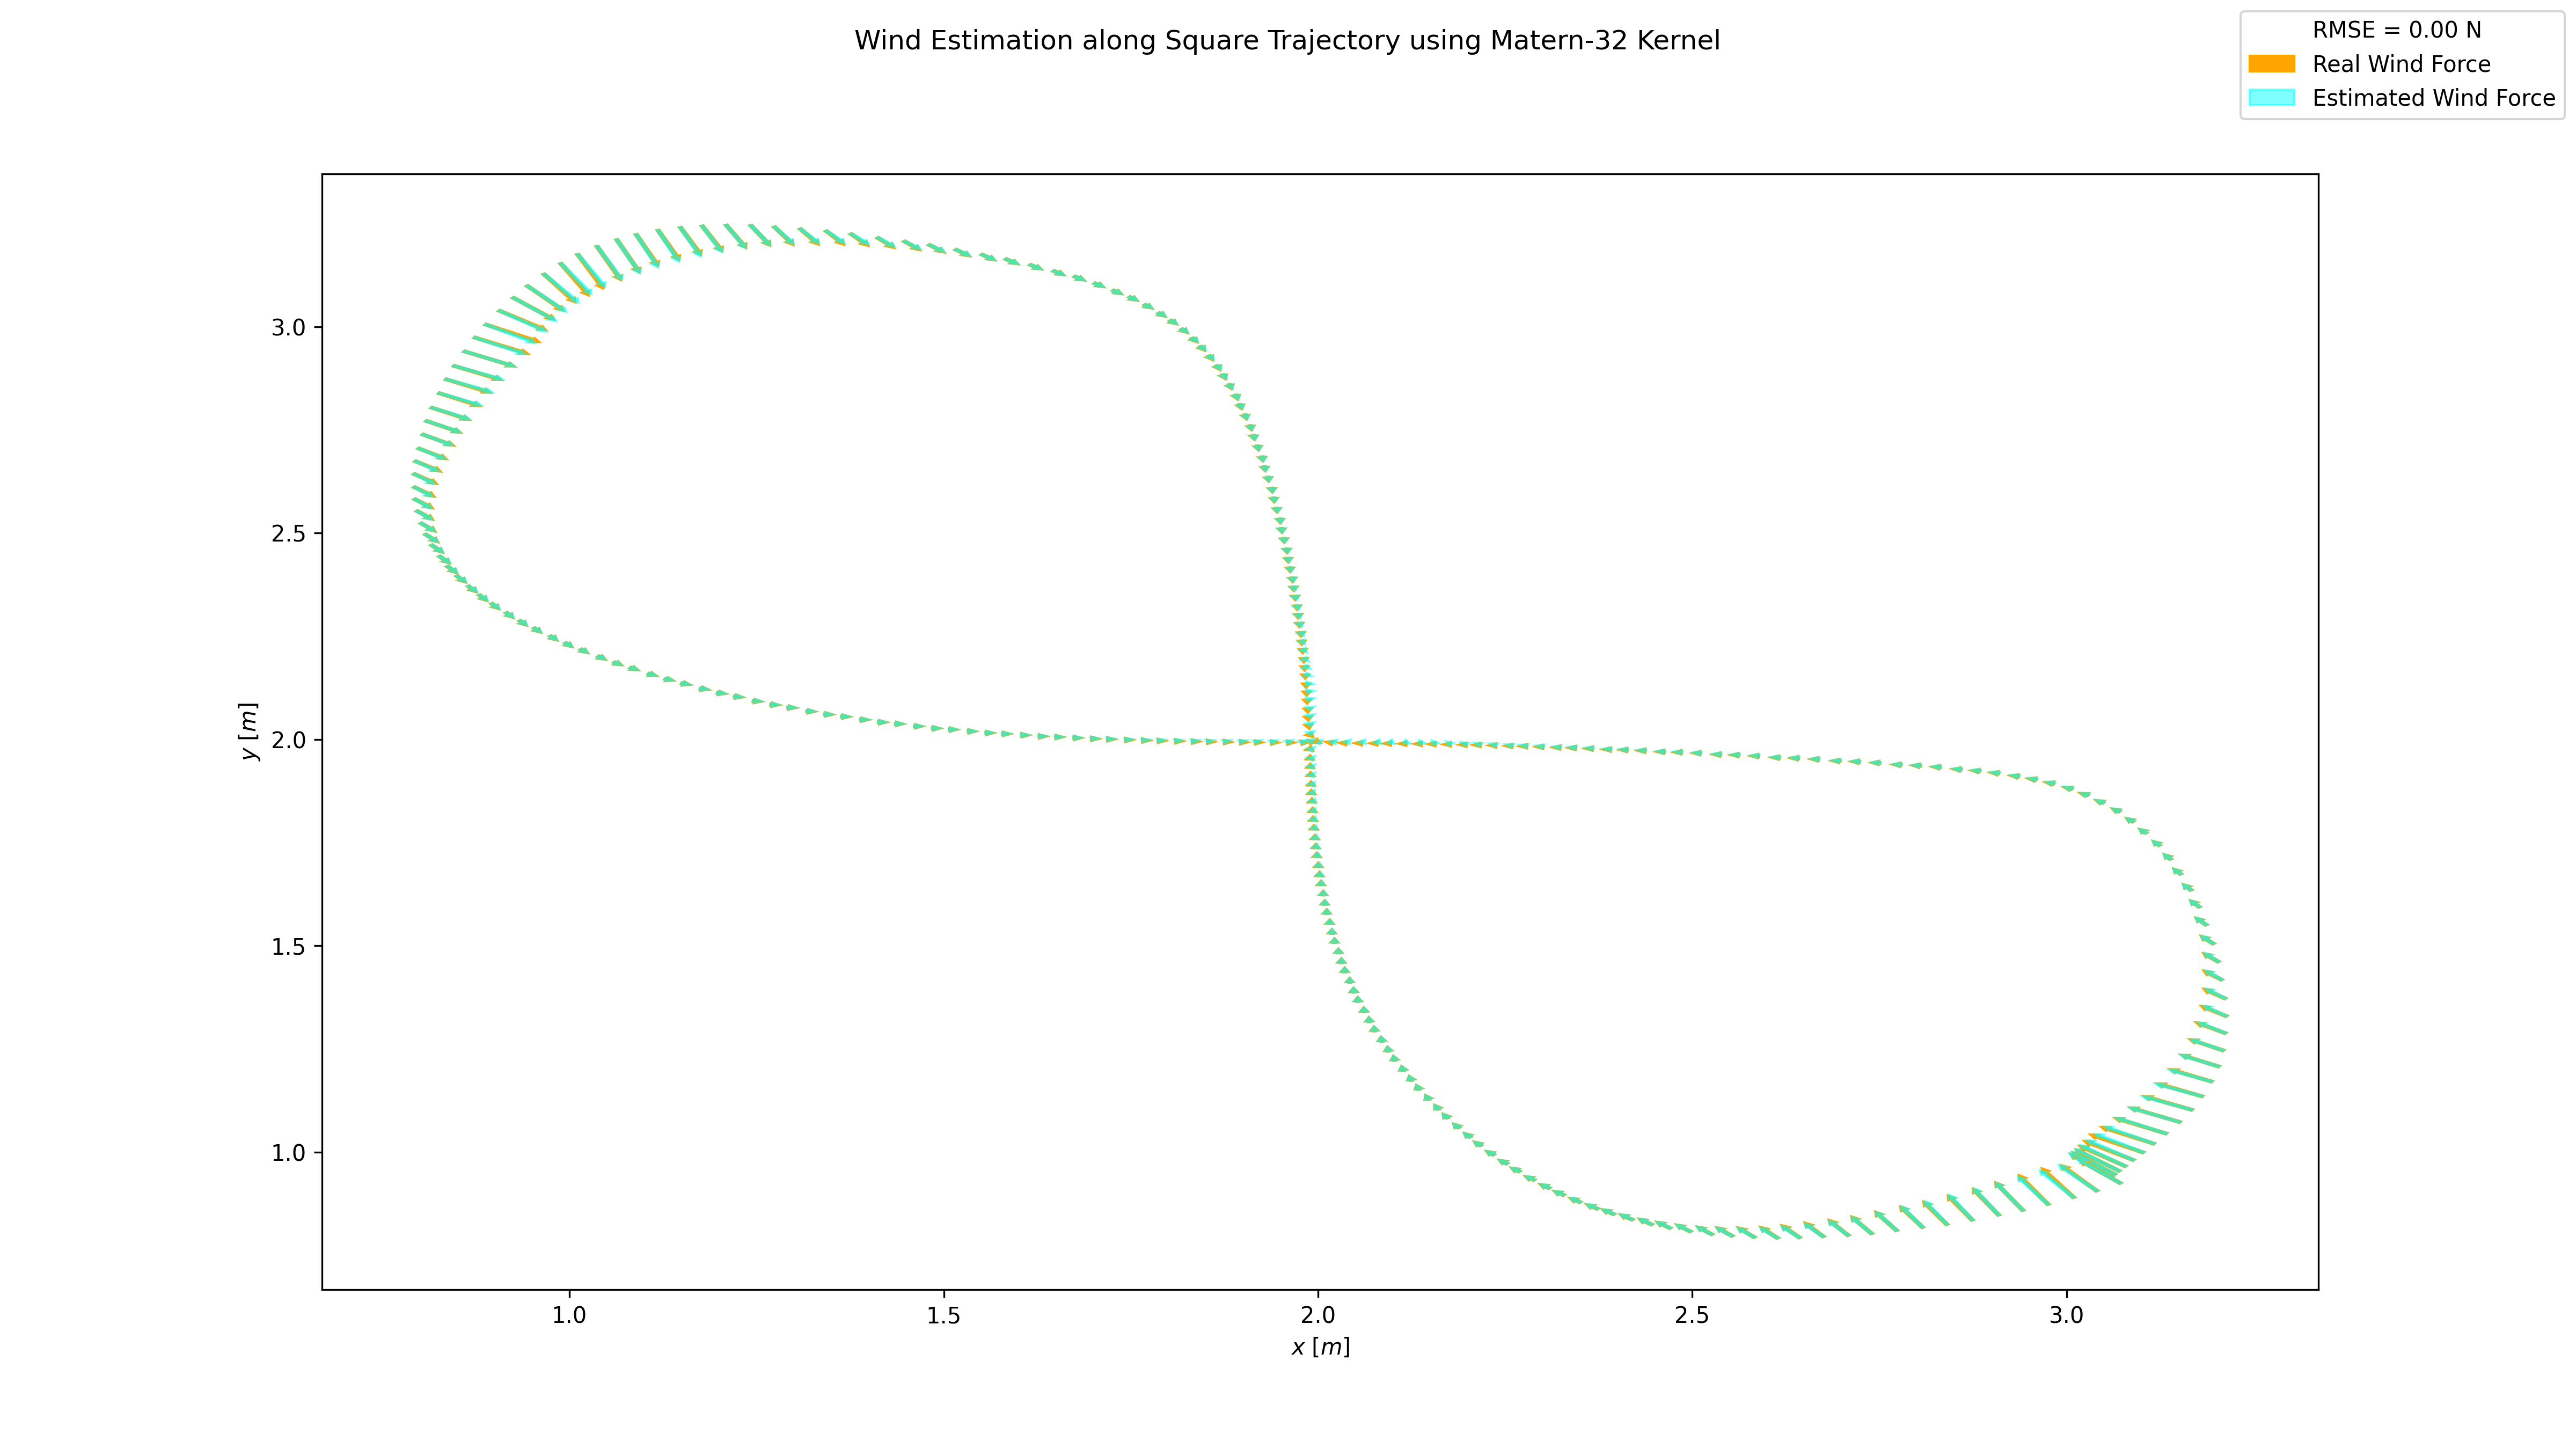 Wind Estimation along Square Trajectory using Matern-32 Kernel
RMSE = 0.00 N
Real Wind Force
Estimated Wind Force
3.0
2.5
2.0
1.5
1.0
y [m]
1.0 1.5 2.0 2.5 3.0
x [m]